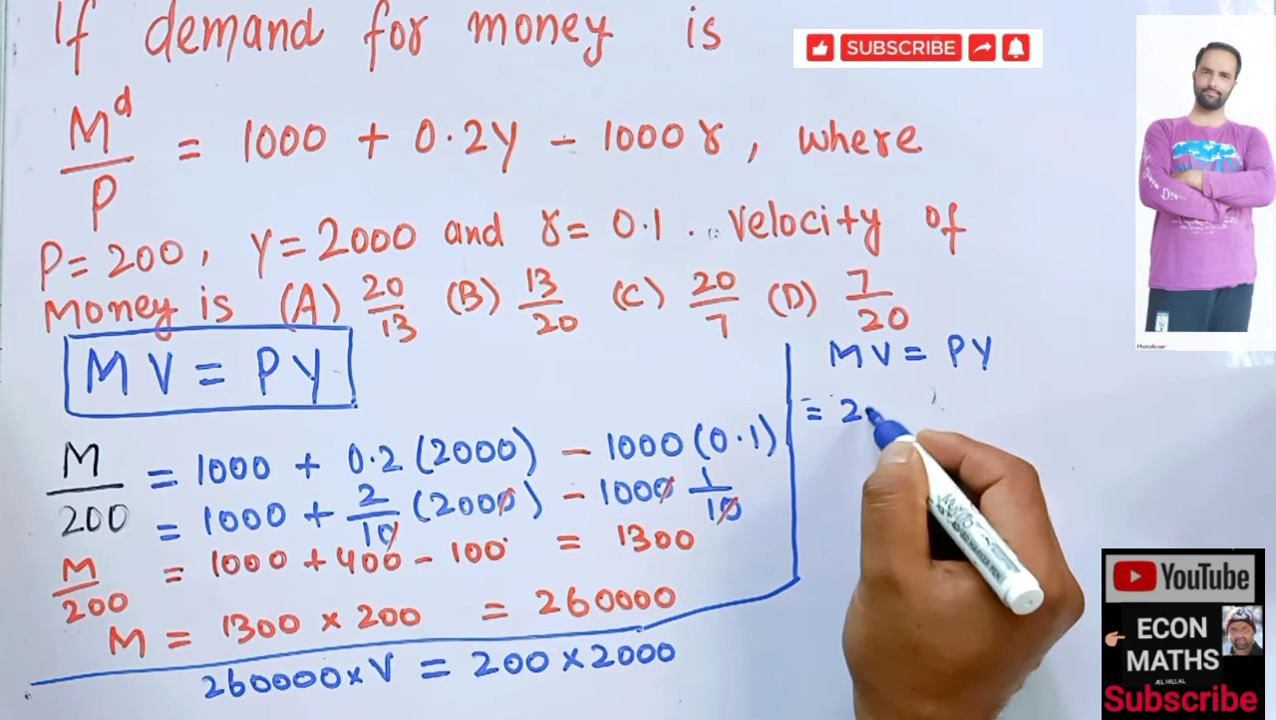 If demand for money is
SUBSCRIBE
M^d/P = 1000 + 0.2Y - 1000r, where
P=200, Y=2000 and r=0.1. Velocity of
Money is (A) 20/13 (B) 13/20 (C) 20/7 (D) 7/20
MV = PY
M/200 = 1000 + 0.2(2000) - 1000(0.1)
= 1000 + 2/10 (2000) - 1000 1/10
M/200 = 1000 + 400 - 100 = 1300
M = 1300 x 200 = 260000
260000 x V = 200 x 2000
MV = PY
= 2
YouTube
ECON
MATHS
Subscribe